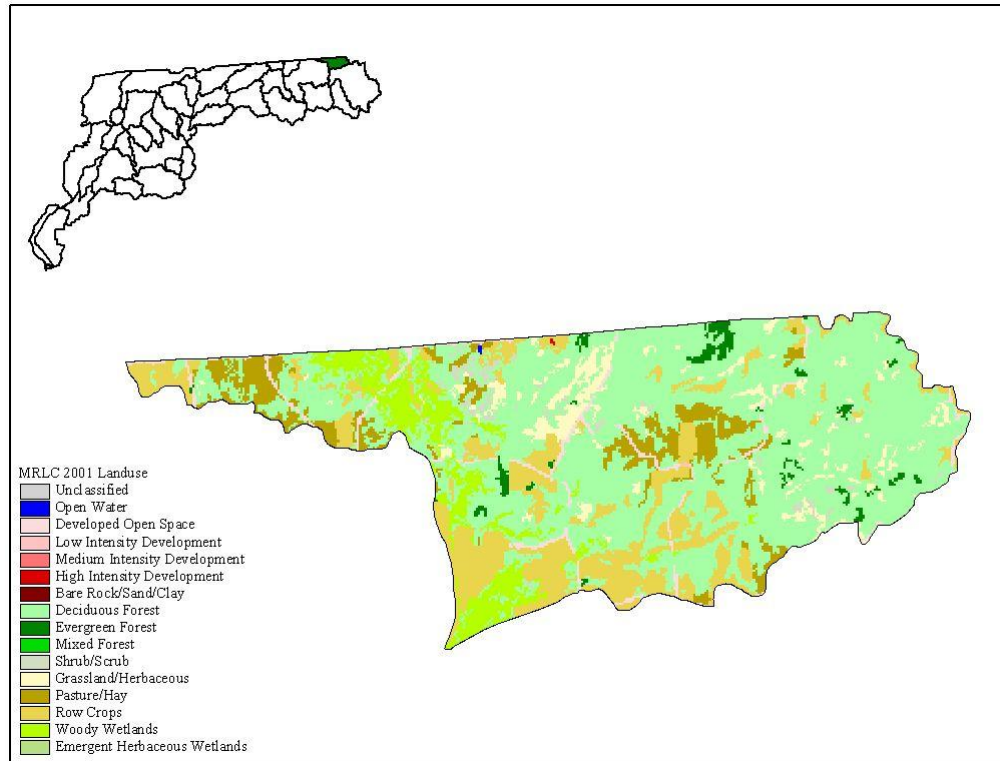 MRLC 2001 Landuse
Unclassified
Open Water
Developed Open Space
Low Intensity Development
Medium Intensity Development
High Intensity Development
Bare Rock/Sand/Clay
Deciduous Forest
Evergreen Forest
Mixed Forest
Shrub/Scrub
Grassland/Herbaceous
Pasture/Hay
Row Crops
Woody Wetlands
Emergent Herbaceous Wetlands